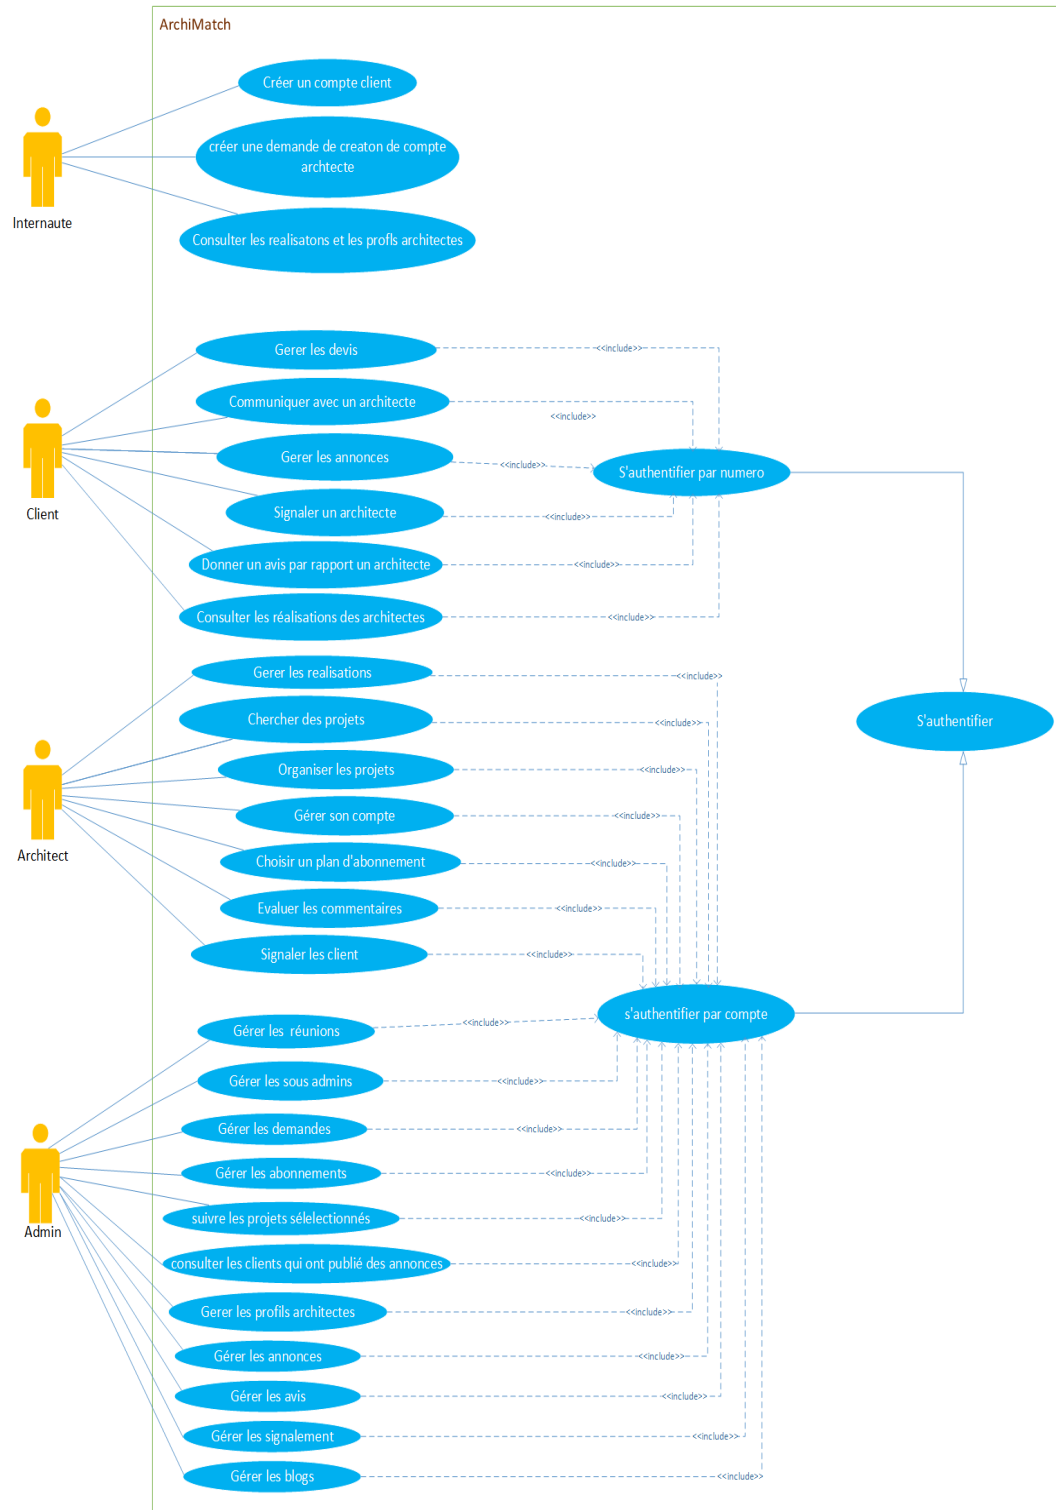 ArchiMatch
Créer un compte client
créer une demande de creaton de compte
archtecte
Internaute
Consulter les realisatons et les profls architectes
Gerer les devis
<<include>>
Communiquer avec un architecte
<<include>>
Gerer les annonces
<<include>>
S'authentifier par numero
Client
Signaler un architecte
<<include>>
Donner un avis par rapport un architecte
<<include>>
Consulter les réalisations des architectes
<<include>>
Gerer les realisations
<<include>>
Chercher des projets
<<include>>
S'authentifier
Organiser les projets
<<include>>
Gérer son compte
<<include>>
Architect
Choisir un plan d'abonnement
<<include>>
Evaluer les commentaires
<<include>>
Signaler les client
<<include>>
s'authentifier par compte
Gérer les  réunions
<<include>>
Gérer les sous admins
<<include>>
Gérer les demandes
<<include>>
Gérer les abonnements
<<include>>
suivre les projets sélelectionnés
<<include>>
Admin
consulter les clients qui ont publié des annonces
<<include>>
Gerer les profils architectes
<<include>>
Gérer les annonces
<<include>>
Gérer les avis
<<include>>
Gérer les signalement
<<include>>
Gérer les blogs
<<include>>